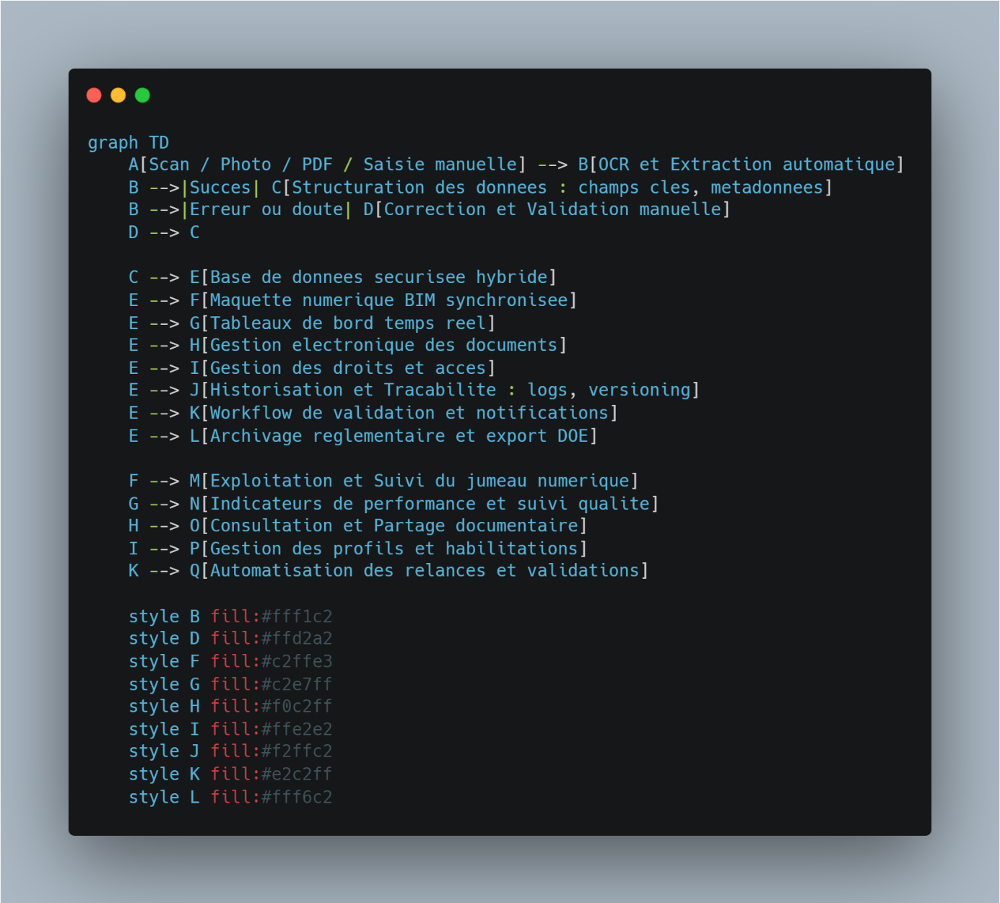 graph TD
    A[Scan / Photo / PDF / Saisie manuelle] --> B[OCR et Extraction automatique]
    B -->|Succes| C[Structuration des donnees : champs cles, metadonnees]
    B -->|Erreur ou doute| D[Correction et Validation manuelle]
    D --> C

    C --> E[Base de donnees securisee hybride]
    E --> F[Maquette numerique BIM synchronisee]
    E --> G[Tableaux de bord temps reel]
    E --> H[Gestion electronique des documents]
    E --> I[Gestion des droits et acces]
    E --> J[Historisation et Tracabilite : logs, versioning]
    E --> K[Workflow de validation et notifications]
    E --> L[Archivage reglementaire et export DOE]

    F --> M[Exploitation et Suivi du jumeau numerique]
    G --> N[Indicateurs de performance et suivi qualite]
    H --> O[Consultation et Partage documentaire]
    I --> P[Gestion des profils et habilitations]
    K --> Q[Automatisation des relances et validations]

    style B fill:#fff1c2
    style D fill:#ffd2a2
    style F fill:#c2ffe3
    style G fill:#c2e7ff
    style H fill:#f0c2ff
    style I fill:#ffe2e2
    style J fill:#f2ffc2
    style K fill:#e2c2ff
    style L fill:#fff6c2